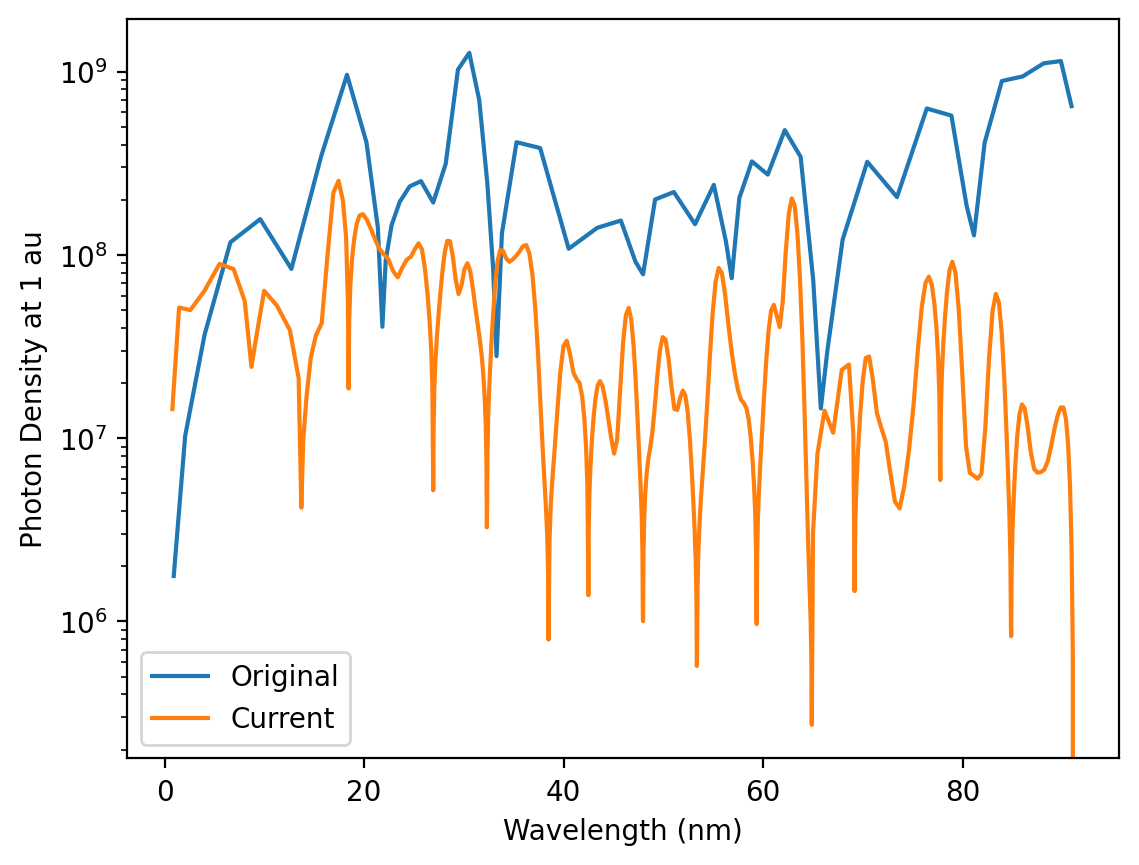 Photon Density at 1 au
10⁹
10⁸
10⁷
10⁶
Original
Current
0 20 40 60 80
Wavelength (nm)